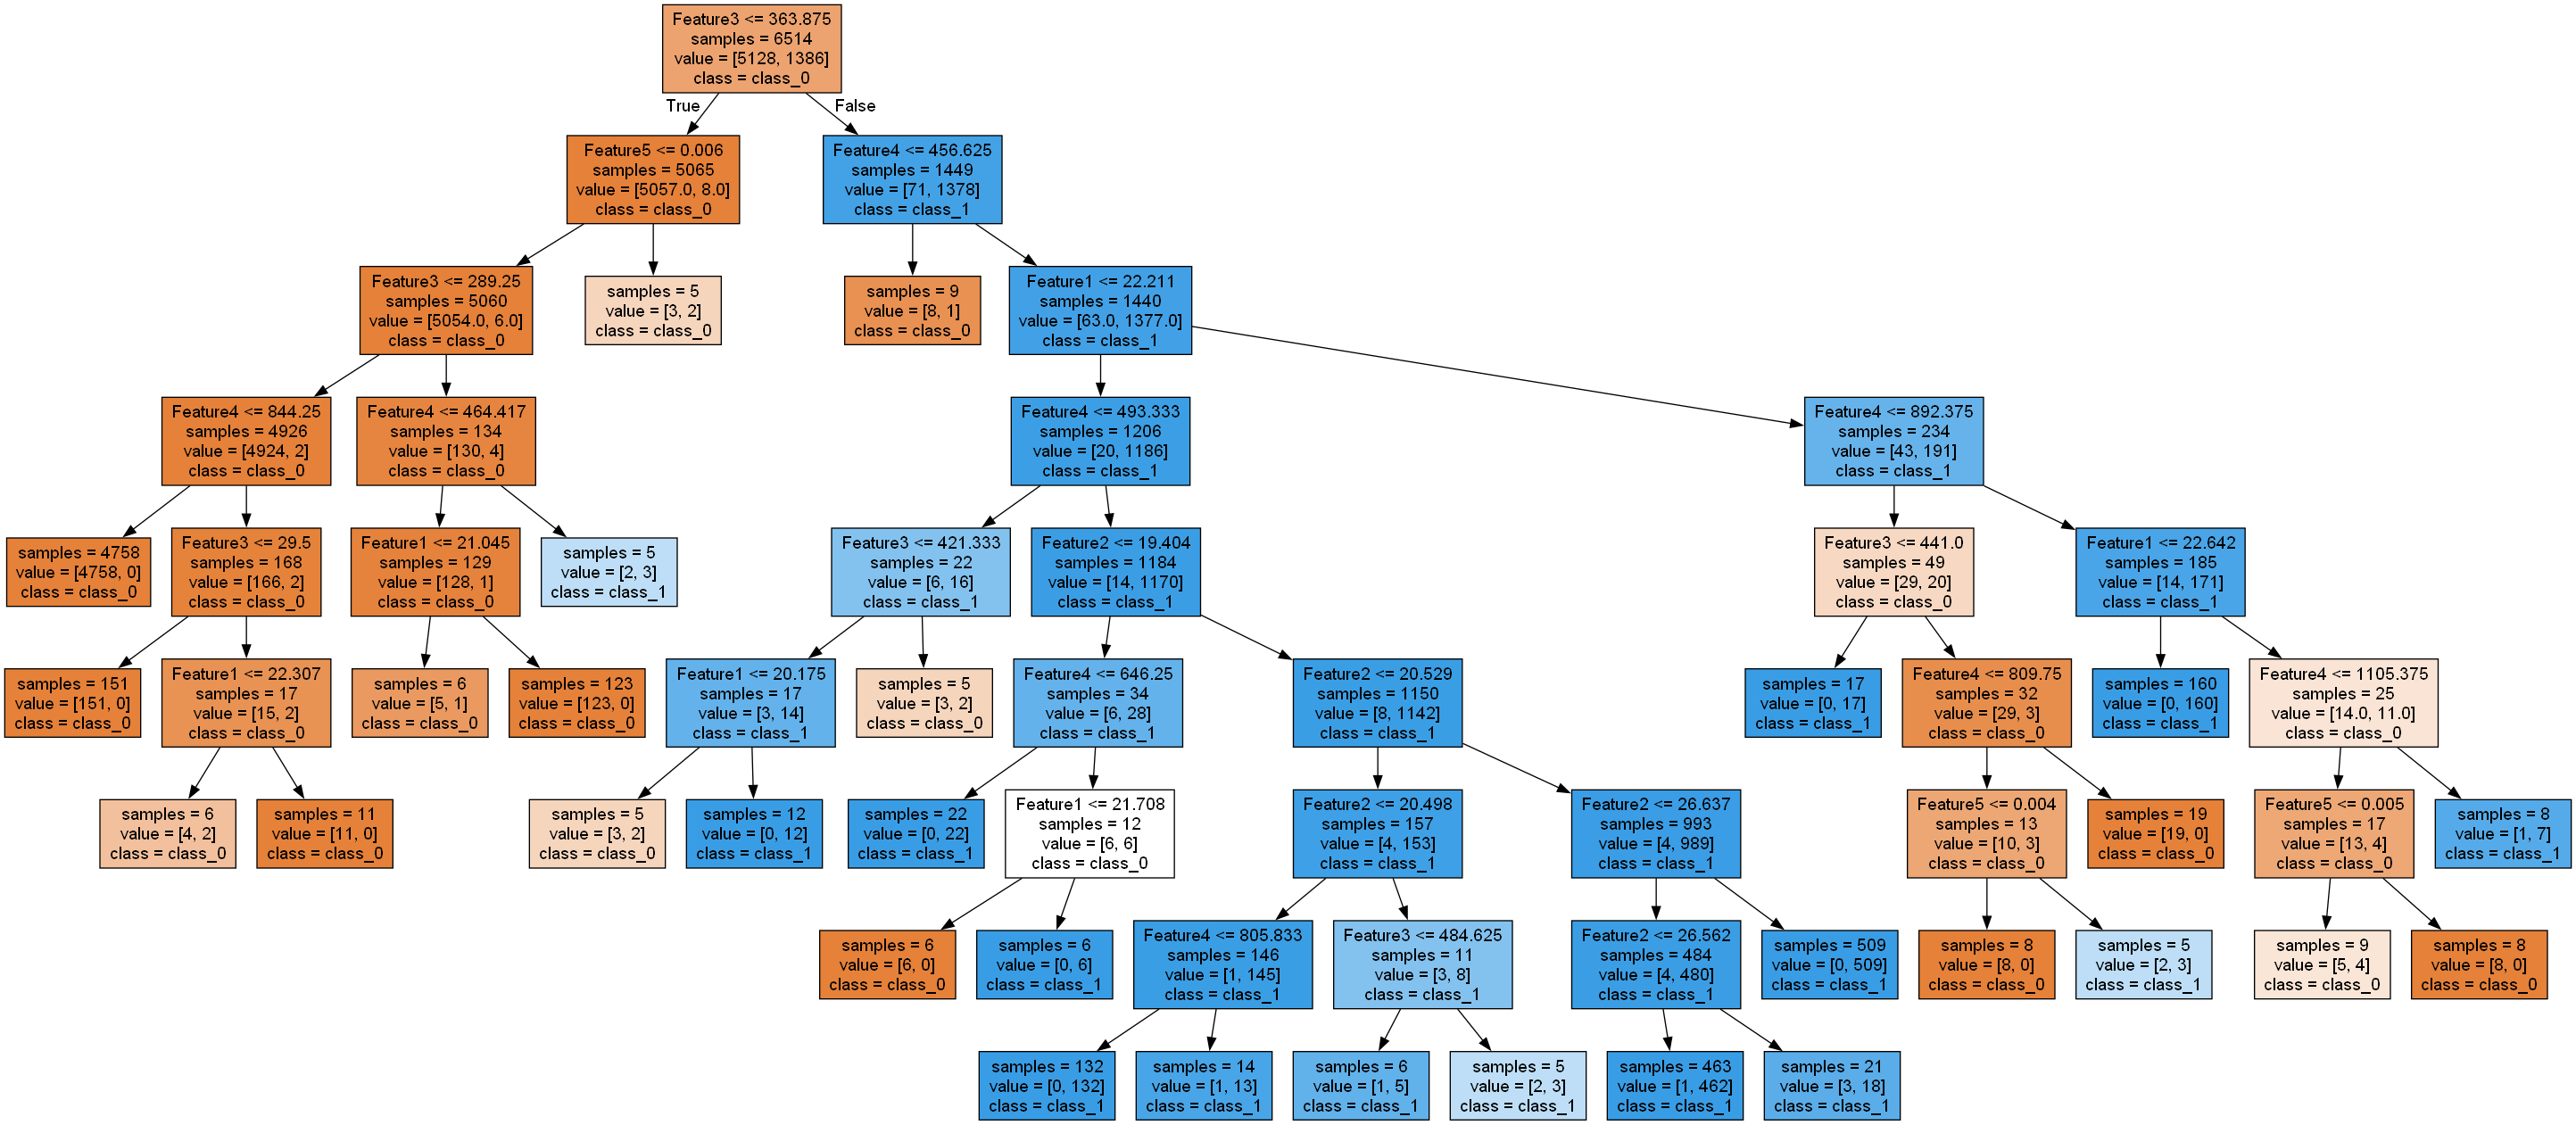 Feature3 <= 363.875
samples = 6514
value = [5128, 1386]
class = class_0
True
False
Feature5 <= 0.006
samples = 5065
value = [5057.0, 8.0]
class = class_0
Feature4 <= 456.625
samples = 1449
value = [71, 1378]
class = class_1
Feature3 <= 289.25
samples = 5060
value = [5054.0, 6.0]
class = class_0
samples = 5
value = [3, 2]
class = class_0
samples = 9
value = [8, 1]
class = class_0
Feature1 <= 22.211
samples = 1440
value = [63.0, 1377.0]
class = class_1
Feature4 <= 844.25
samples = 4926
value = [4924, 2]
class = class_0
Feature4 <= 464.417
samples = 134
value = [130, 4]
class = class_0
Feature4 <= 493.333
samples = 1206
value = [20, 1186]
class = class_1
Feature4 <= 892.375
samples = 234
value = [43, 191]
class = class_1
samples = 4758
value = [4758, 0]
class = class_0
Feature3 <= 29.5
samples = 168
value = [166, 2]
class = class_0
Feature1 <= 21.045
samples = 129
value = [128, 1]
class = class_0
samples = 5
value = [2, 3]
class = class_1
Feature3 <= 421.333
samples = 22
value = [6, 16]
class = class_1
Feature2 <= 19.404
samples = 1184
value = [14, 1170]
class = class_1
Feature3 <= 441.0
samples = 49
value = [29, 20]
class = class_0
Feature1 <= 22.642
samples = 185
value = [14, 171]
class = class_1
samples = 151
value = [151, 0]
class = class_0
Feature1 <= 22.307
samples = 17
value = [15, 2]
class = class_0
samples = 6
value = [5, 1]
class = class_0
samples = 123
value = [123, 0]
class = class_0
Feature1 <= 20.175
samples = 17
value = [3, 14]
class = class_1
samples = 5
value = [3, 2]
class = class_0
Feature4 <= 646.25
samples = 34
value = [6, 28]
class = class_1
Feature2 <= 20.529
samples = 1150
value = [8, 1142]
class = class_1
samples = 17
value = [0, 17]
class = class_1
Feature4 <= 809.75
samples = 32
value = [29, 3]
class = class_0
samples = 160
value = [0, 160]
class = class_1
Feature4 <= 1105.375
samples = 25
value = [14.0, 11.0]
class = class_0
samples = 6
value = [4, 2]
class = class_0
samples = 11
value = [11, 0]
class = class_0
samples = 5
value = [3, 2]
class = class_0
samples = 12
value = [0, 12]
class = class_1
samples = 22
value = [0, 22]
class = class_1
Feature1 <= 21.708
samples = 12
value = [6, 6]
class = class_0
Feature2 <= 20.498
samples = 157
value = [4, 153]
class = class_1
Feature2 <= 26.637
samples = 993
value = [4, 989]
class = class_1
Feature5 <= 0.004
samples = 13
value = [10, 3]
class = class_0
samples = 19
value = [19, 0]
class = class_0
Feature5 <= 0.005
samples = 17
value = [13, 4]
class = class_0
samples = 8
value = [1, 7]
class = class_1
samples = 6
value = [6, 0]
class = class_0
samples = 6
value = [0, 6]
class = class_1
Feature4 <= 805.833
samples = 146
value = [1, 145]
class = class_1
Feature3 <= 484.625
samples = 11
value = [3, 8]
class = class_1
Feature2 <= 26.562
samples = 484
value = [4, 480]
class = class_1
samples = 509
value = [0, 509]
class = class_1
samples = 8
value = [8, 0]
class = class_0
samples = 5
value = [2, 3]
class = class_1
samples = 9
value = [5, 4]
class = class_0
samples = 8
value = [8, 0]
class = class_0
samples = 132
value = [0, 132]
class = class_1
samples = 14
value = [1, 13]
class = class_1
samples = 6
value = [1, 5]
class = class_1
samples = 5
value = [2, 3]
class = class_1
samples = 463
value = [1, 462]
class = class_1
samples = 21
value = [3, 18]
class = class_1